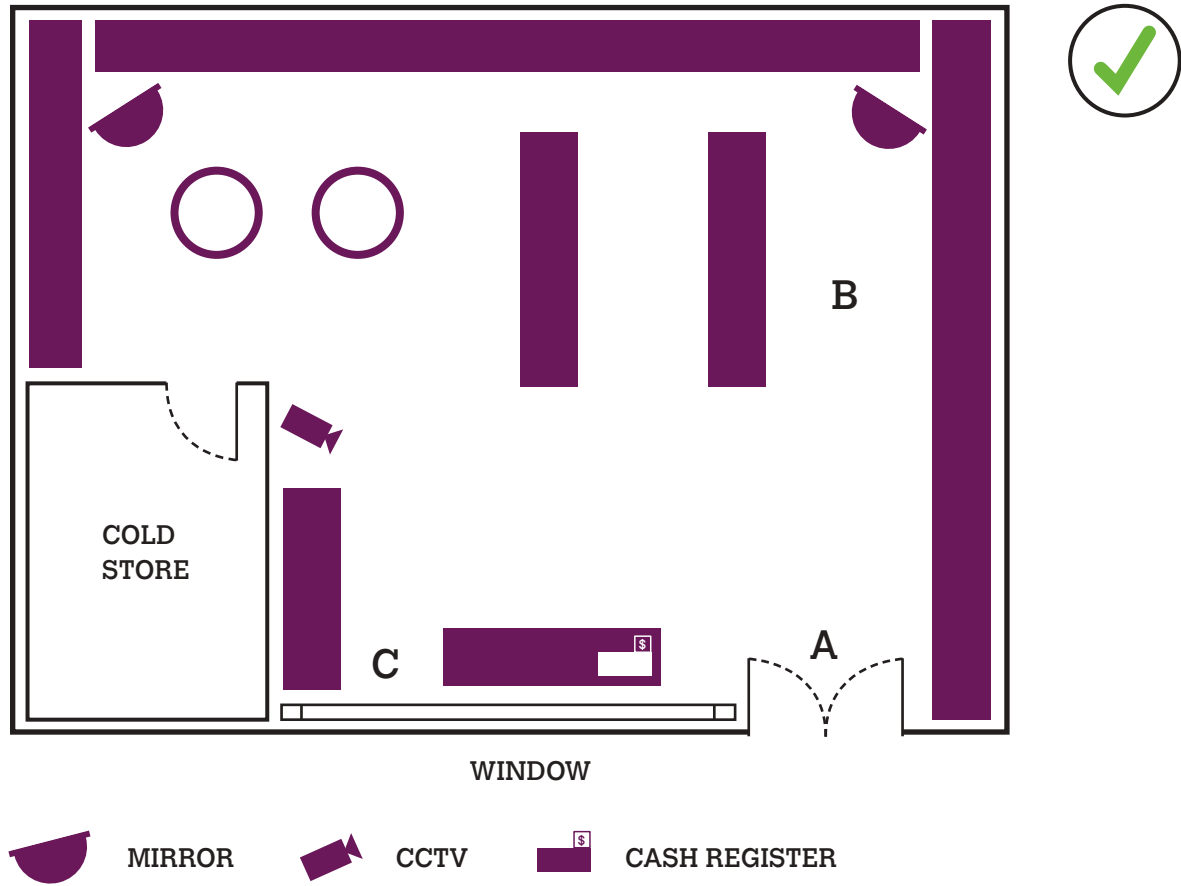 B
COLD
STORE
$
A
C
WINDOW
$
MIRROR
CCTV
CASH REGISTER